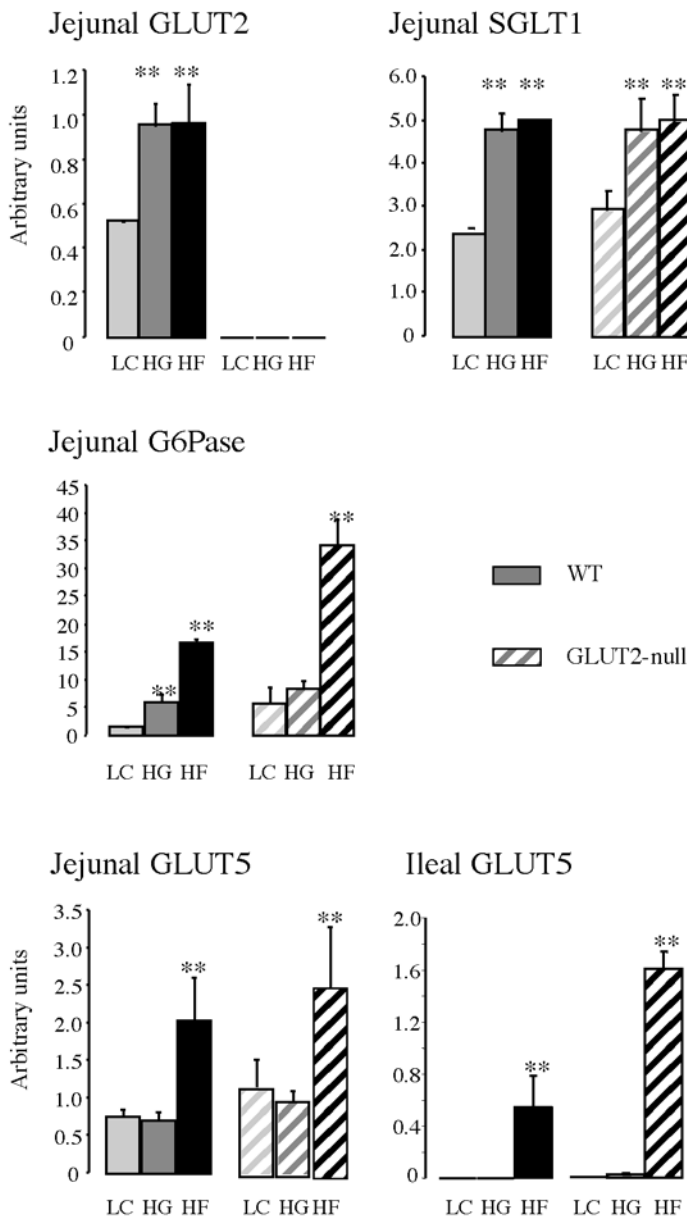 Jejunal GLUT2
Arbitrary units
1.2
1.0
0.6
0.4
0.2
0
** **
LC HG HF LC HG HF
Jejunal SGLT1
6.0
5.0
3.0
2.0
1.0
0
** ** ** **
LC HG HF LC HG HF
Jejunal G6Pase
45
40
35
30
25
20
15
10
5
0
** ** **
LC HG HF LC HG HF
WT
GLUT2-null
Jejunal GLUT5
Arbitrary units
3.5
3.0
2.5
2.0
1.5
1.0
0.5
0
** **
LC HG HF LC HG HF
Ileal GLUT5
2.0
1.6
1.2
0.8
0.4
0
** **
LC HG HF LC HG HF